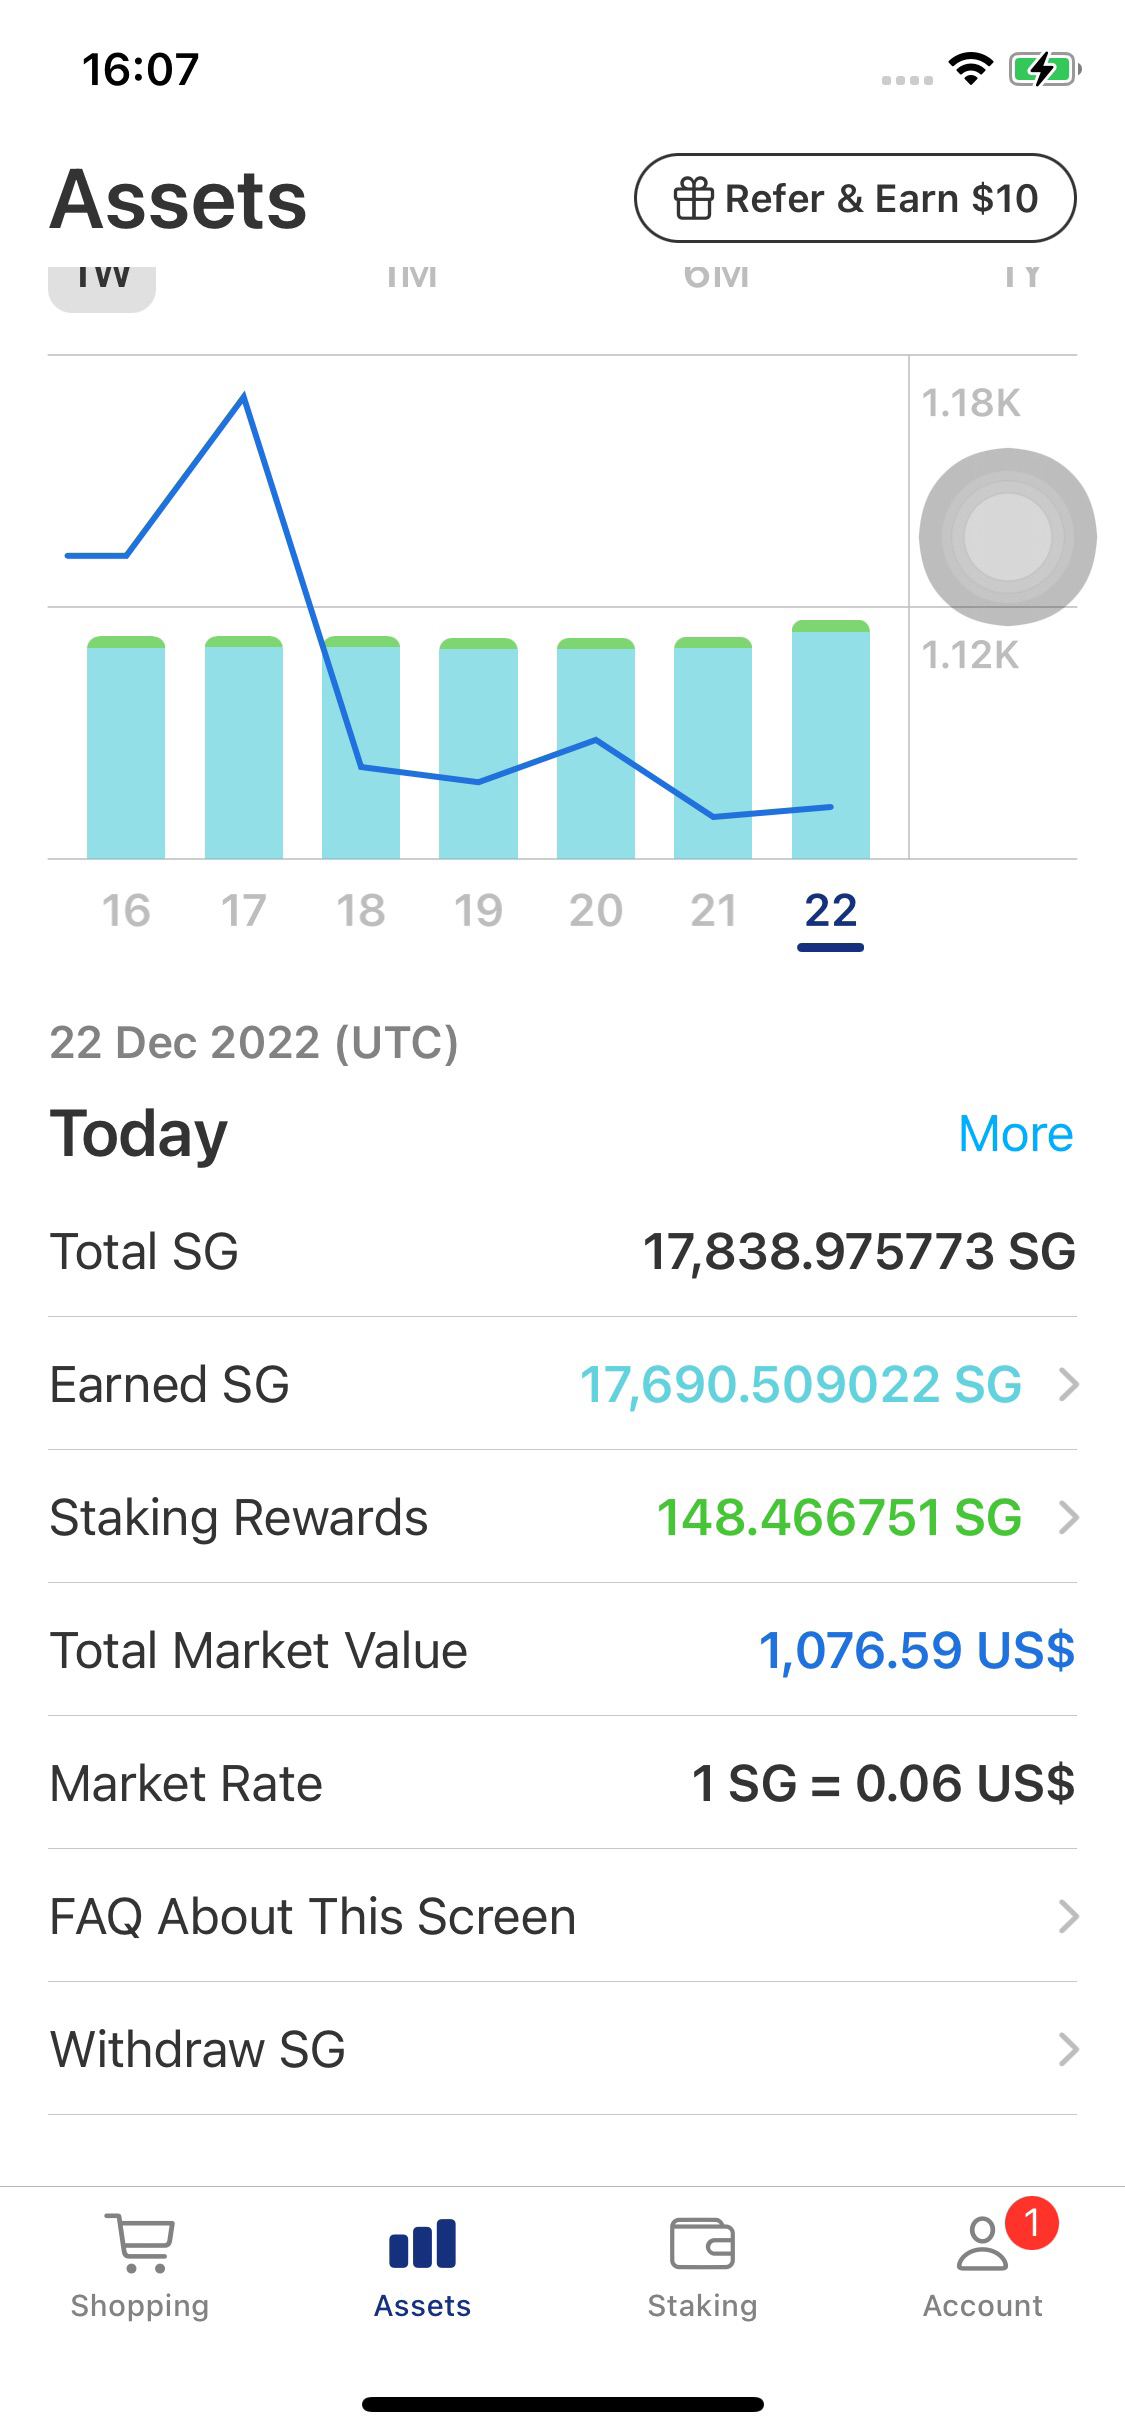 16:07
Assets
Refer & Earn $10
1W 1M 6M 1Y
1.18K
1.12K
16 17 18 19 20 21 22
22 Dec 2022 (UTC)
Today More
Total SG 17,838.975773 SG
Earned SG 17,690.509022 SG
Staking Rewards 148.466751 SG
Total Market Value 1,076.59 US$
Market Rate 1 SG = 0.06 US$
FAQ About This Screen
Withdraw SG
1
Shopping Assets Staking Account